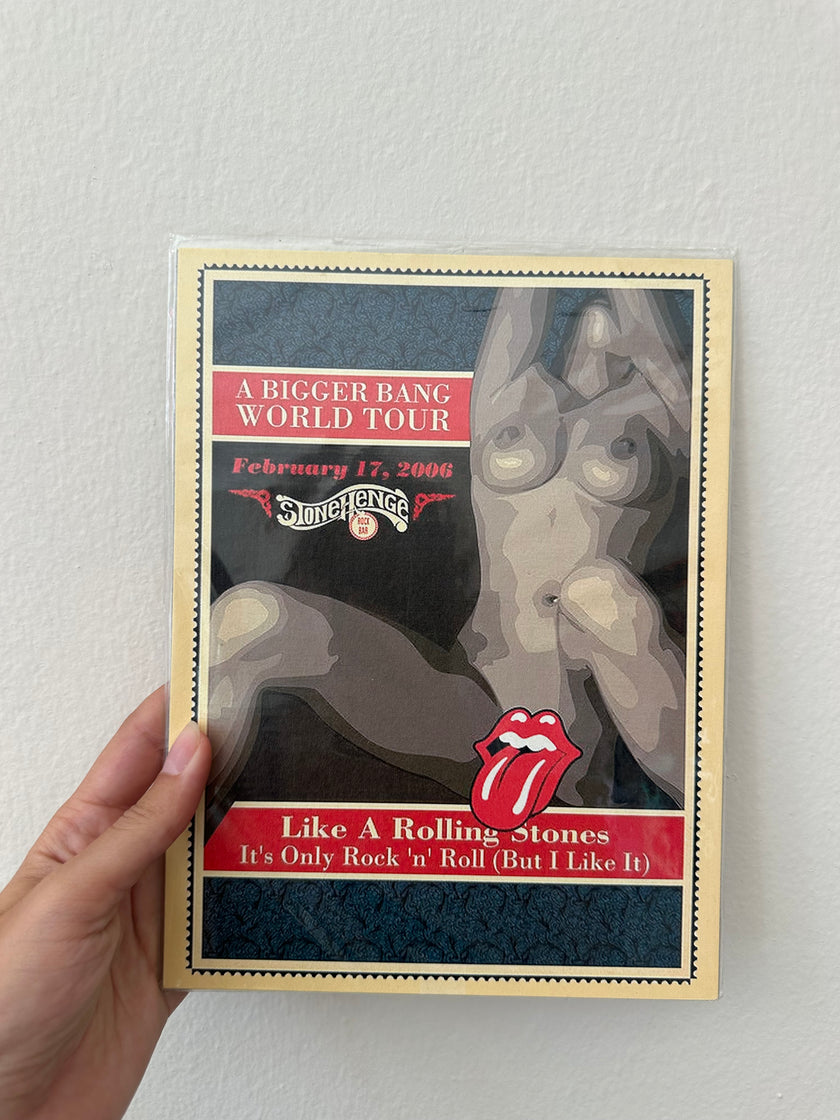 A BIGGER BANG
WORLD TOUR
February 17, 2006
STONEHENGE
ROCK
BAR
Like A Rolling Stones
It's Only Rock 'n' Roll (But I Like It)